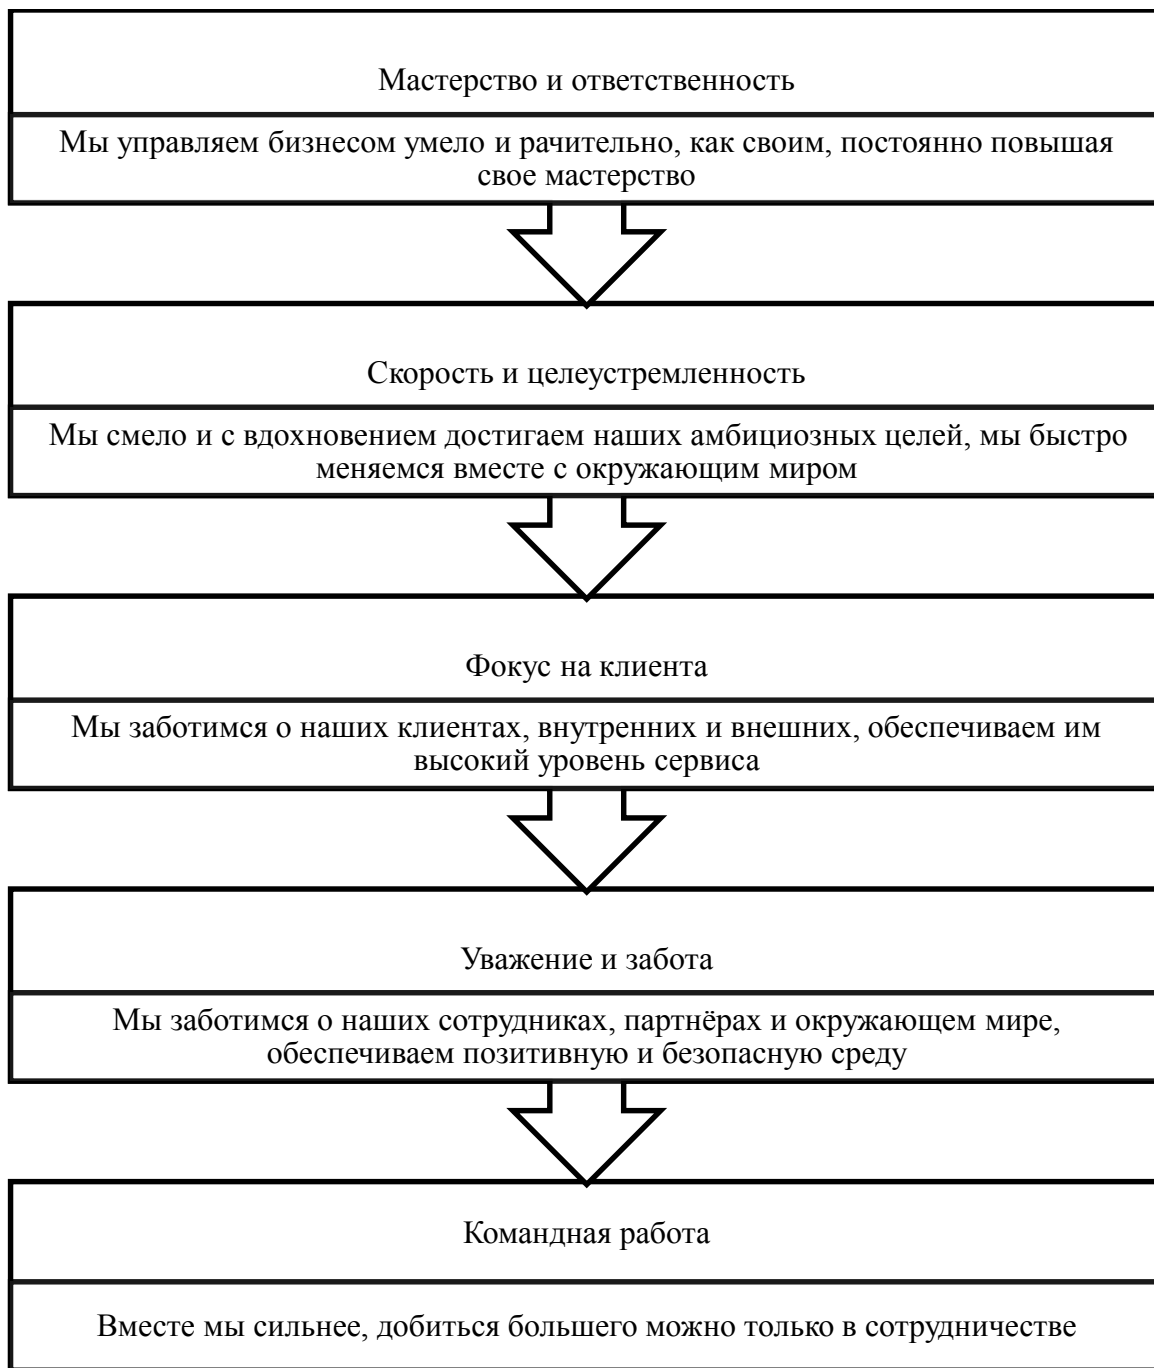 Мастерство и ответственность
Мы управляем бизнесом умело и рачительно, как своим, постоянно повышая
свое мастерство
Скорость и целеустремленность
Мы смело и с вдохновением достигаем наших амбициозных целей, мы быстро
меняемся вместе с окружающим миром
Фокус на клиента
Мы заботимся о наших клиентах, внутренних и внешних, обеспечиваем им
высокий уровень сервиса
Уважение и забота
Мы заботимся о наших сотрудниках, партнёрах и окружающем мире,
обеспечиваем позитивную и безопасную среду
Командная работа
Вместе мы сильнее, добиться большего можно только в сотрудничестве